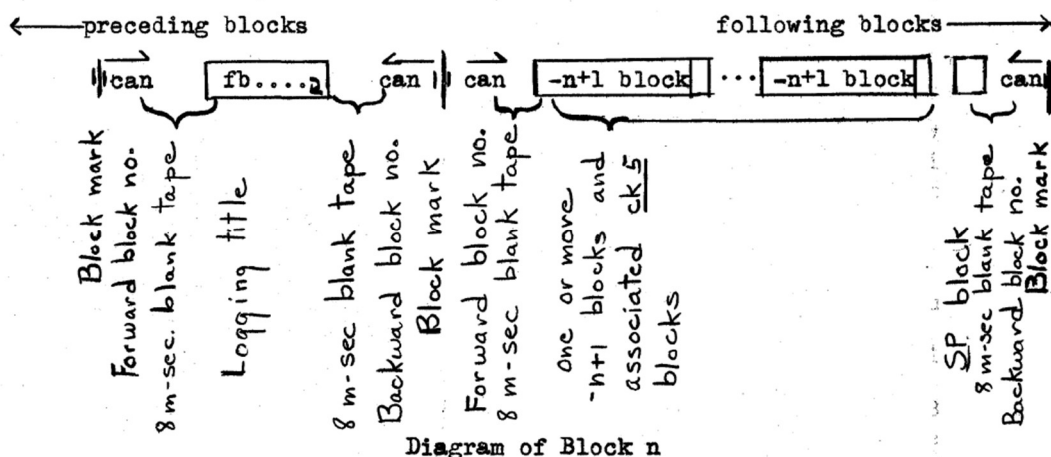 preceding blocks
following blocks
can
fb....2
can
can
-n+1 block
...
-n+1 block
can
Block mark
Forward block no.
8 m-sec. blank tape
Logging title
8 m-sec blank tape
Backward block no.
Block mark
Forward block no.
8 m-sec blank tape
one or more
-n+1 blocks and
associated ck 5
blocks
SP block
8 m-sec blank tape
Backward block no.
Block mark
Diagram of Block n